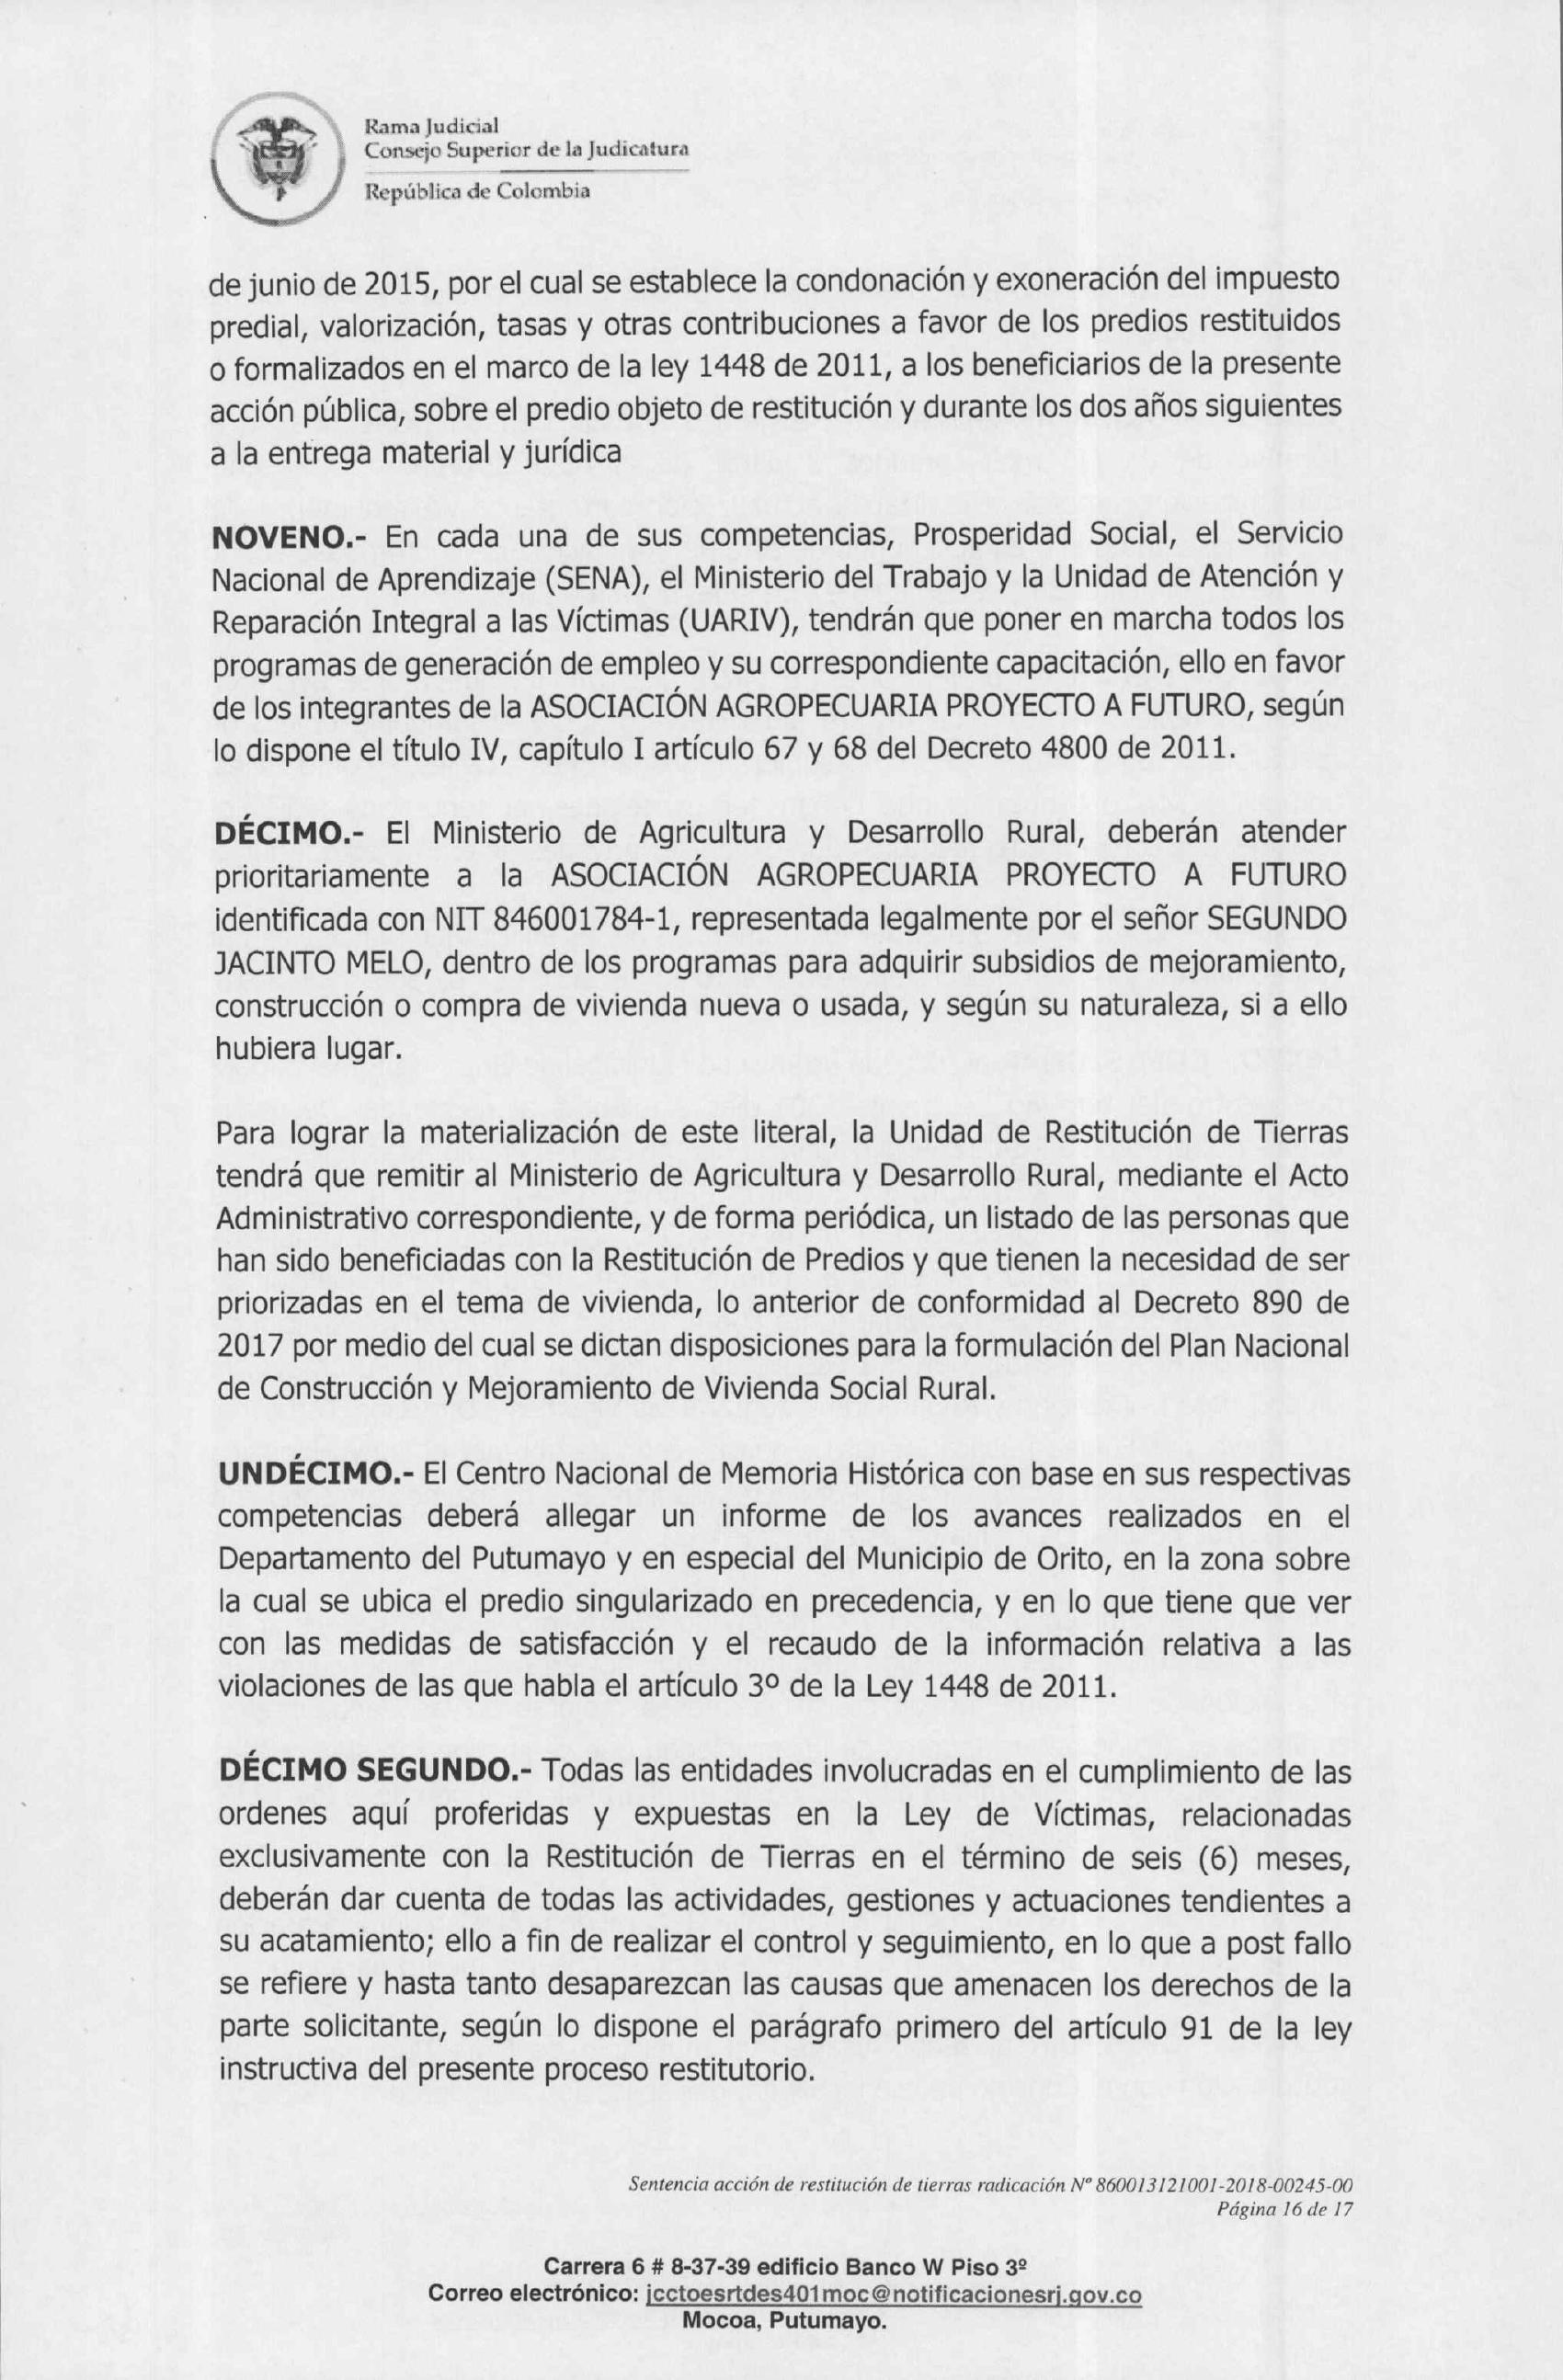 Rama Judicial
Consejo Superior de la Judicatura
República de Colombia
de junio de 2015, por el cual se establece la condonación y exoneración del impuesto
predial, valorización, tasas y otras contribuciones a favor de los predios restituidos
o formalizados en el marco de la ley 1448 de 2011, a los beneficiarios de la presente
acción pública, sobre el predio objeto de restitución y durante los dos años siguientes
a la entrega material y jurídica
NOVENO.- En cada una de sus competencias, Prosperidad Social, el Servicio
Nacional de Aprendizaje (SENA), el Ministerio del Trabajo y la Unidad de Atención y
Reparación Integral a las Víctimas (UARIV), tendrán que poner en marcha todos los
programas de generación de empleo y su correspondiente capacitación, ello en favor
de los integrantes de la ASOCIACIÓN AGROPECUARIA PROYECTO A FUTURO, según
lo dispone el título IV, capítulo I artículo 67 y 68 del Decreto 4800 de 2011.
DÉCIMO.- El Ministerio de Agricultura y Desarrollo Rural, deberán atender
prioritariamente a la ASOCIACIÓN AGROPECUARIA PROYECTO A FUTURO
identificada con NIT 846001784-1, representada legalmente por el señor SEGUNDO
JACINTO MELO, dentro de los programas para adquirir subsidios de mejoramiento,
construcción o compra de vivienda nueva o usada, y según su naturaleza, si a ello
hubiera lugar.
Para lograr la materialización de este literal, la Unidad de Restitución de Tierras
tendrá que remitir al Ministerio de Agricultura y Desarrollo Rural, mediante el Acto
Administrativo correspondiente, y de forma periódica, un listado de las personas que
han sido beneficiadas con la Restitución de Predios y que tienen la necesidad de ser
priorizadas en el tema de vivienda, lo anterior de conformidad al Decreto 890 de
2017 por medio del cual se dictan disposiciones para la formulación del Plan Nacional
de Construcción y Mejoramiento de Vivienda Social Rural.
UNDÉCIMO.- El Centro Nacional de Memoria Histórica con base en sus respectivas
competencias deberá allegar un informe de los avances realizados en el
Departamento del Putumayo y en especial del Municipio de Orito, en la zona sobre
la cual se ubica el predio singularizado en precedencia, y en lo que tiene que ver
con las medidas de satisfacción y el recaudo de la información relativa a las
violaciones de las que habla el artículo 3º de la Ley 1448 de 2011.
DÉCIMO SEGUNDO.- Todas las entidades involucradas en el cumplimiento de las
ordenes aquí proferidas y expuestas en la Ley de Víctimas, relacionadas
exclusivamente con la Restitución de Tierras en el término de seis (6) meses,
deberán dar cuenta de todas las actividades, gestiones y actuaciones tendientes a
su acatamiento; ello a fin de realizar el control y seguimiento, en lo que a post fallo
se refiere y hasta tanto desaparezcan las causas que amenacen los derechos de la
parte solicitante, según lo dispone el parágrafo primero del artículo 91 de la ley
instructiva del presente proceso restitutorio.
Sentencia acción de restitución de tierras radicación Nº 860013121001-2018-00245-00
Página 16 de 17
Carrera 6 # 8-37-39 edificio Banco W Piso 3º
Correo electrónico: jcctoesrtdes401moc@notificacionesrj.gov.co
Mocoa, Putumayo.